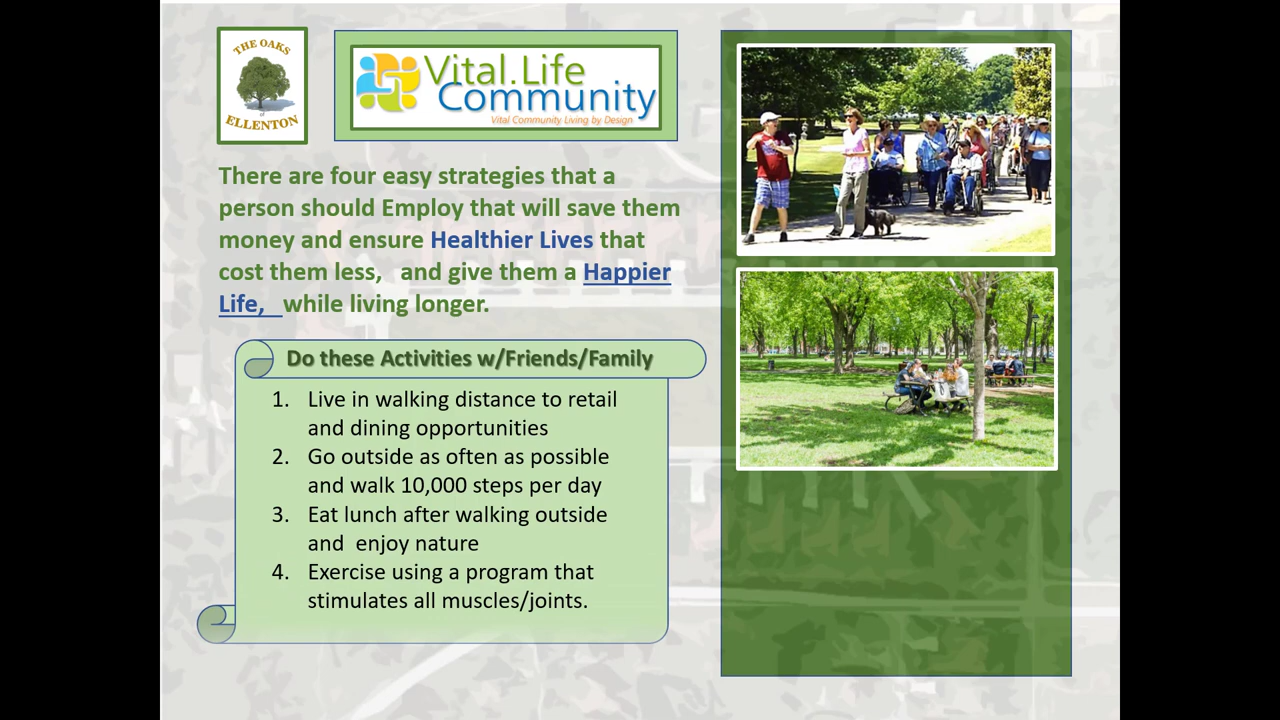 THE OAKS
of
ELLENTON
Vital.Life
Community
Vital Community Living by Design
There are four easy strategies that a
person should Employ that will save them
money and ensure Healthier Lives that
cost them less,   and give them a Happier
Life,   while living longer.
Do these Activities w/Friends/Family
1. Live in walking distance to retail
and dining opportunities
2. Go outside as often as possible
and walk 10,000 steps per day
3. Eat lunch after walking outside
and  enjoy nature
4. Exercise using a program that
stimulates all muscles/joints.